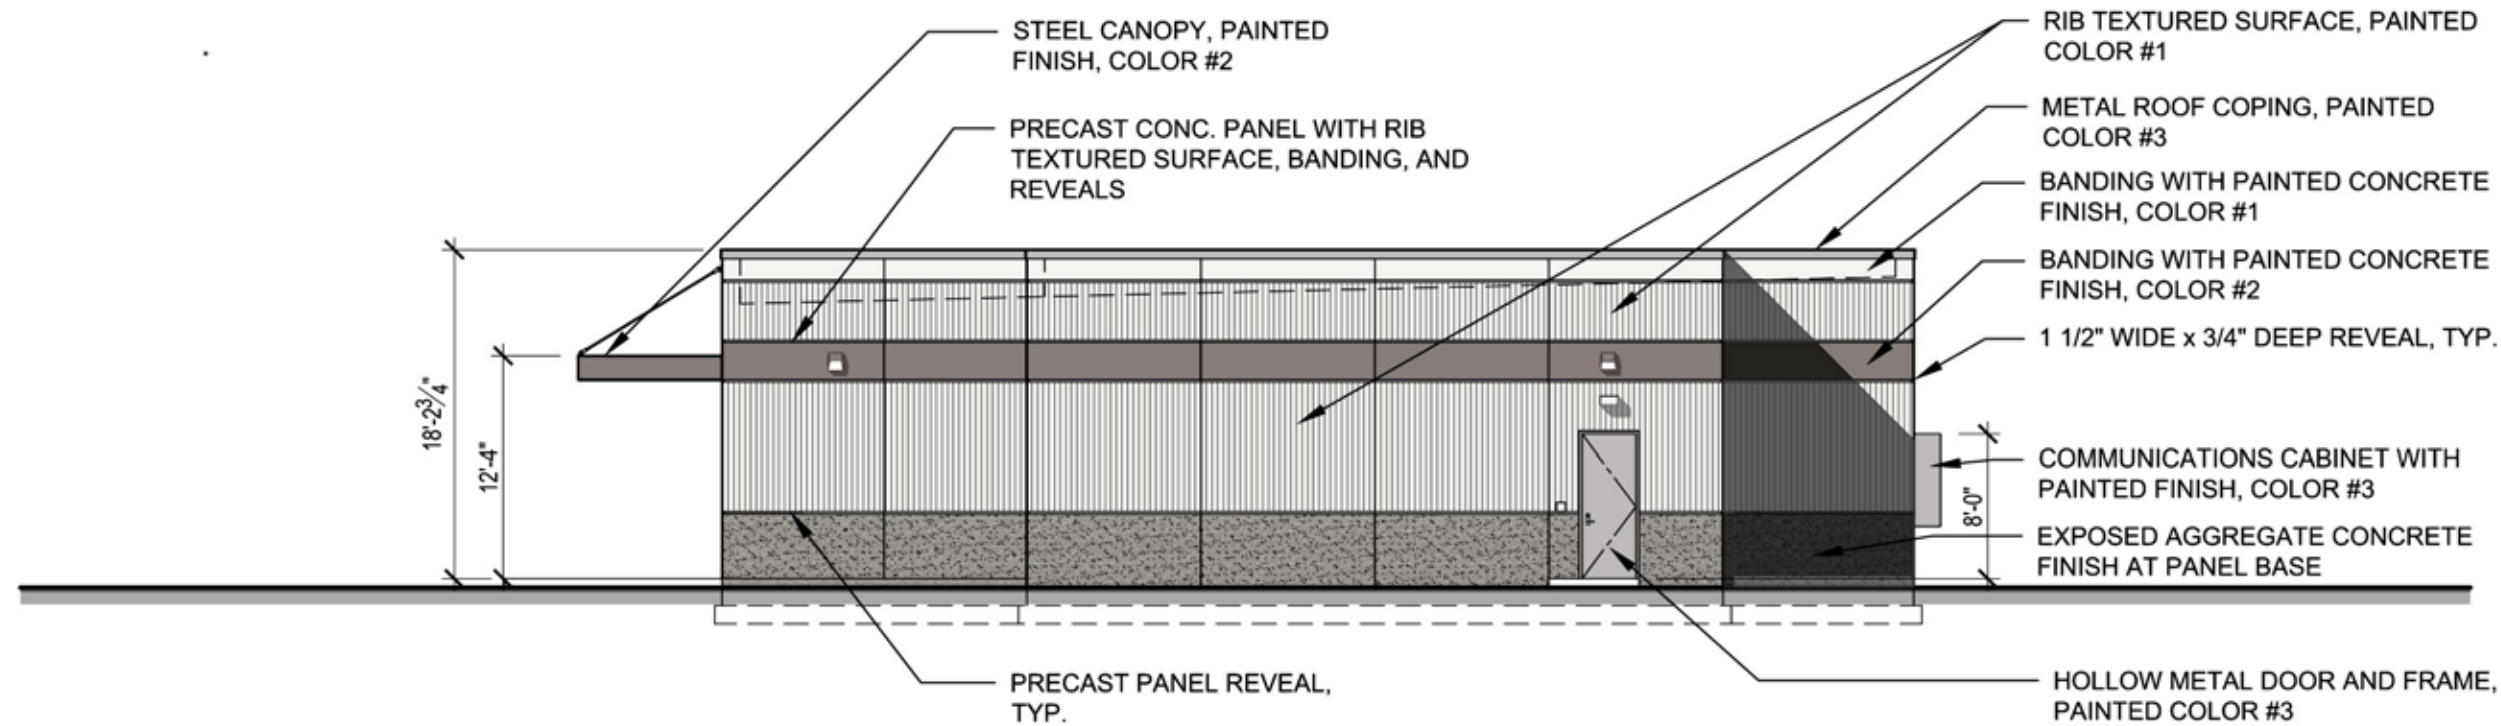 STEEL CANOPY, PAINTED
FINISH, COLOR #2
PRECAST CONC. PANEL WITH RIB
TEXTURED SURFACE, BANDING, AND
REVEALS
RIB TEXTURED SURFACE, PAINTED
COLOR #1
METAL ROOF COPING, PAINTED
COLOR #3
BANDING WITH PAINTED CONCRETE
FINISH, COLOR #1
BANDING WITH PAINTED CONCRETE
FINISH, COLOR #2
1 1/2" WIDE x 3/4" DEEP REVEAL, TYP.
18'-2 3/4"
12'-4"
COMMUNICATIONS CABINET WITH
PAINTED FINISH, COLOR #3
8'-0"
EXPOSED AGGREGATE CONCRETE
FINISH AT PANEL BASE
PRECAST PANEL REVEAL,
TYP.
HOLLOW METAL DOOR AND FRAME,
PAINTED COLOR #3